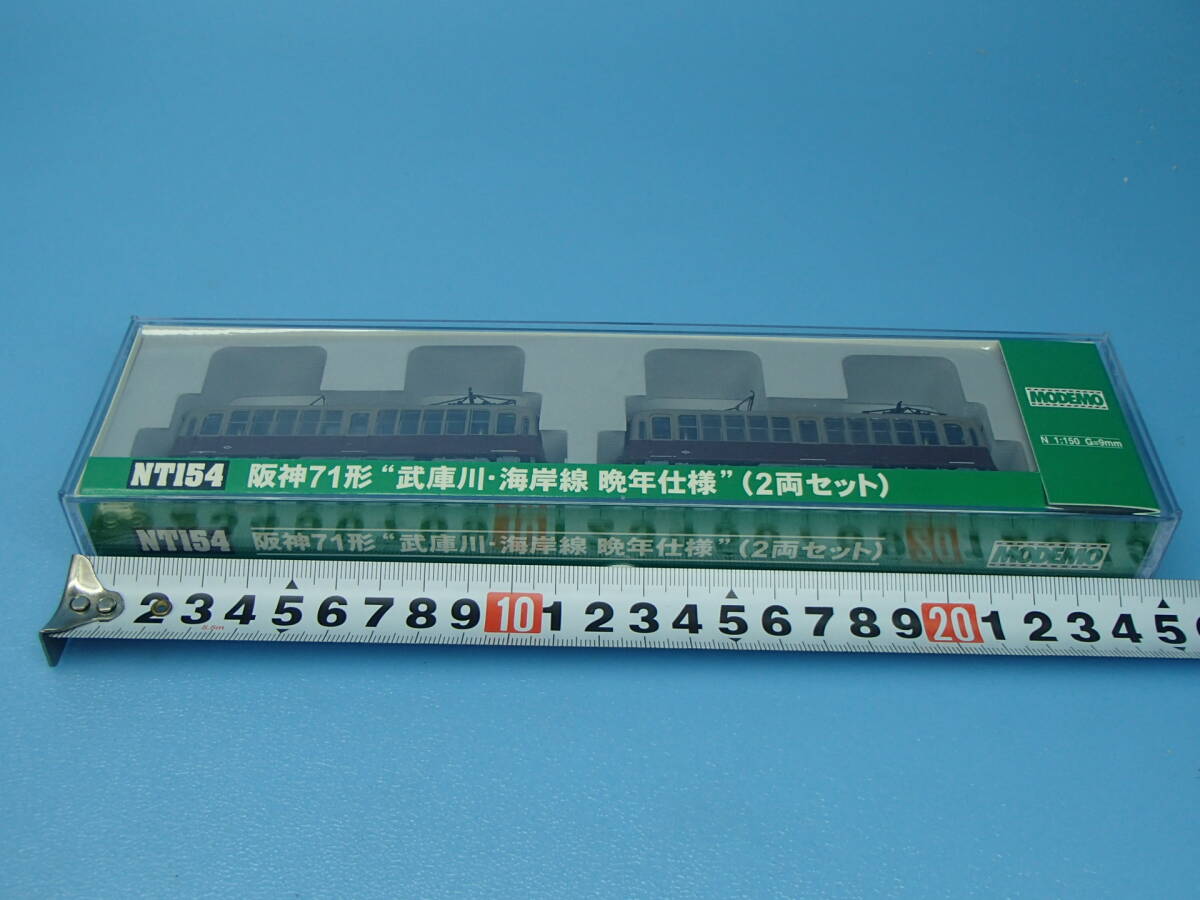 MODEMO
N 1:150 G=9mm
NT154 阪神71形 “武庫川・海岸線 晩年仕様” (2両セット)
NT154 阪神71形 “武庫川・海岸線 晩年仕様” (2両セット) MODEMO
2 3 4 5 6 7 8 9 10 1 2 3 4 5 6 7 8 9 20 1 2 3 4 5
5.5m